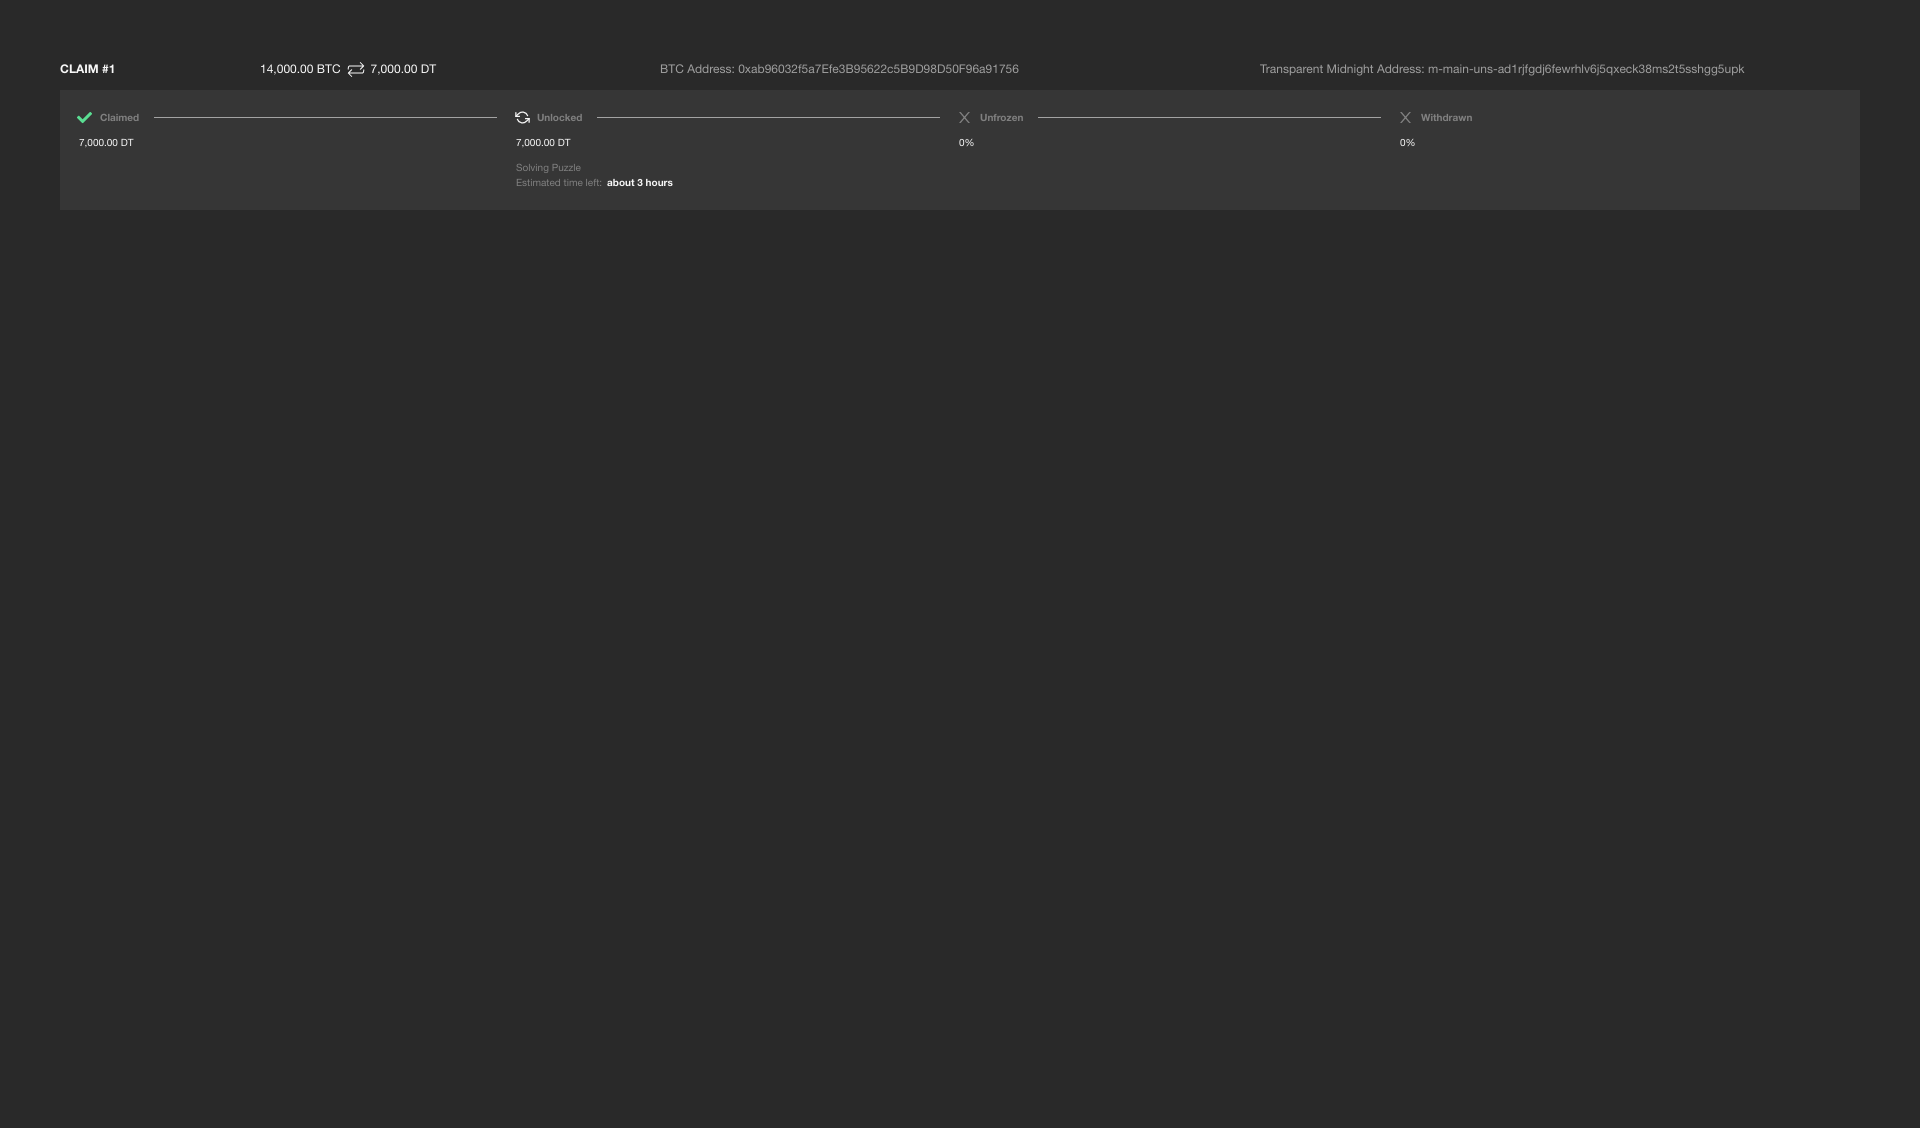 CLAIM #1 14,000.00 BTC 7,000.00 DT BTC Address: 0xab96032f5a7Efe3B95622c5B9D98D50F96a91756 Transparent Midnight Address: m-main-uns-ad1rjfgdj6fewrhlv6j5qxeck38ms2t5sshgg5upk
Claimed Unlocked Unfrozen Withdrawn
7,000.00 DT 7,000.00 DT 0% 0%
Solving Puzzle
Estimated time left: about 3 hours